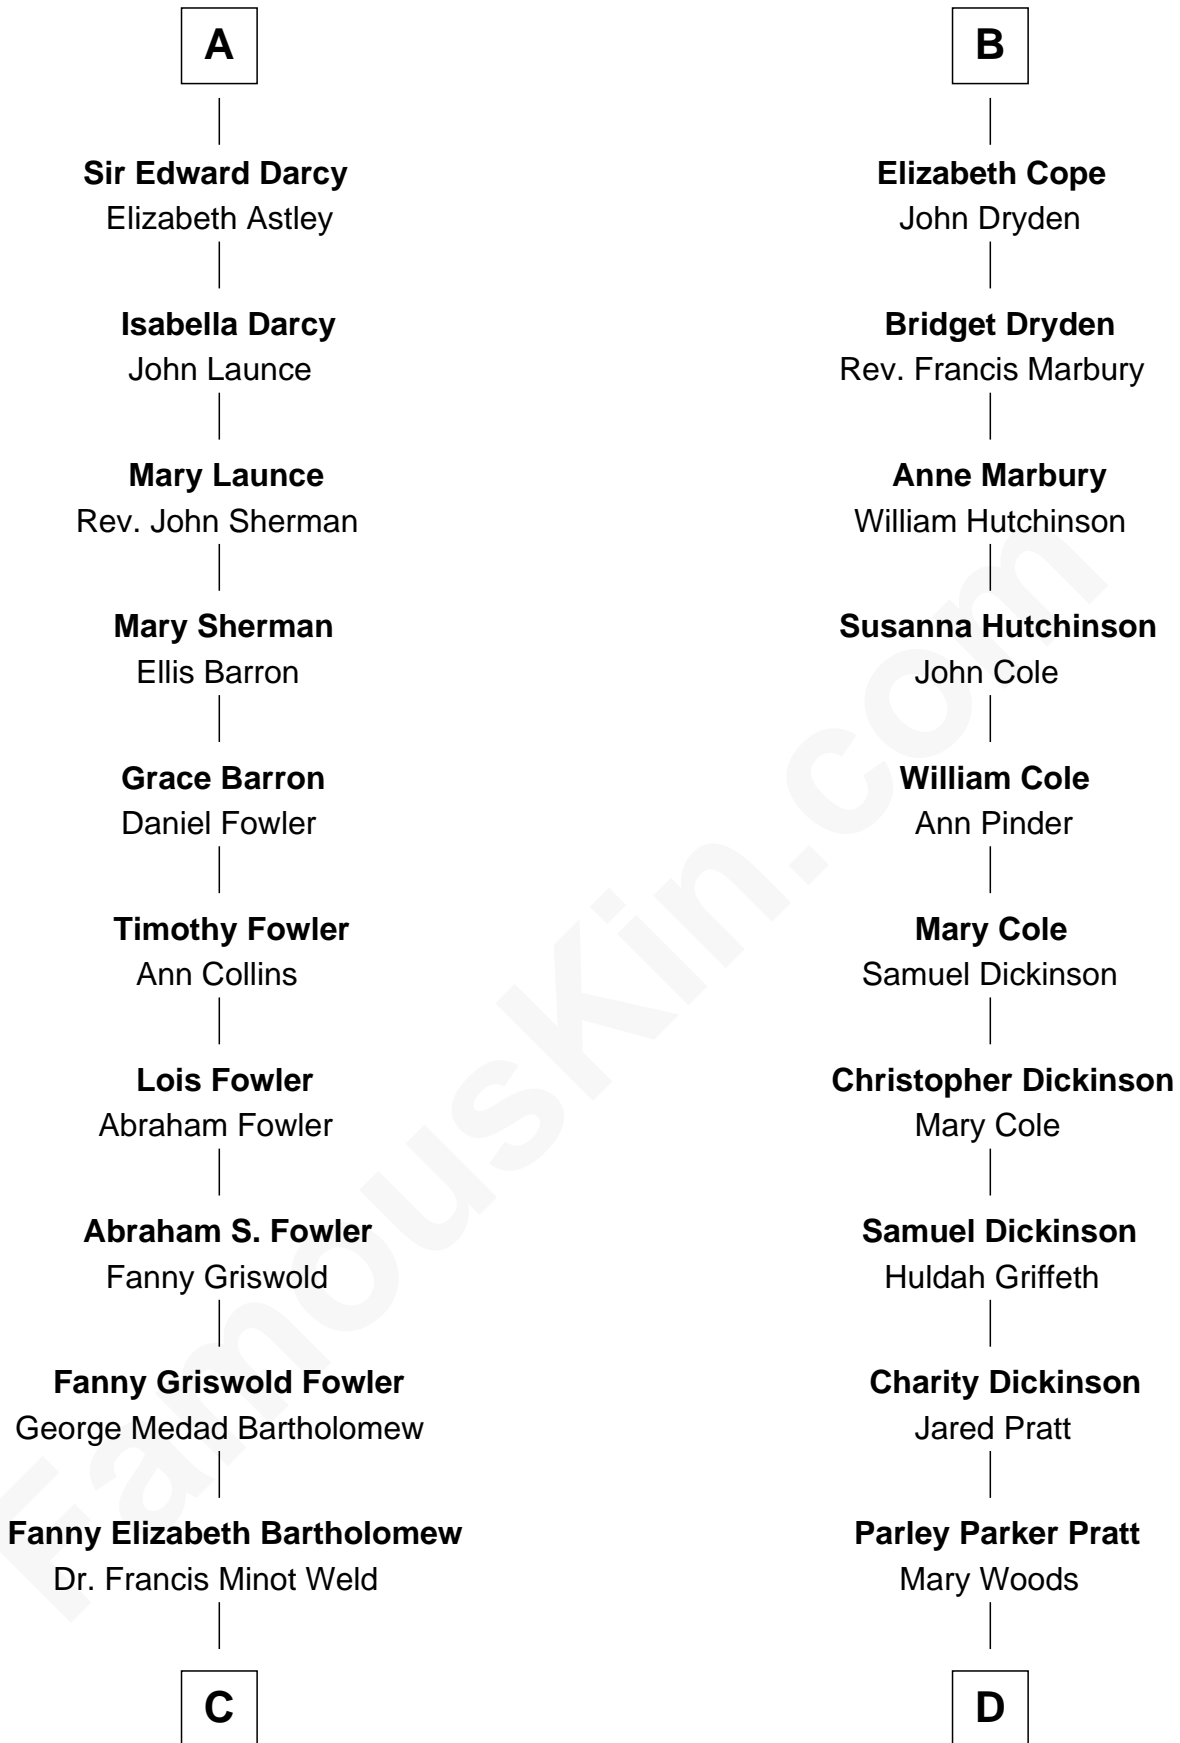 A
Sir Edward Darcy
Elizabeth Astley
Isabella Darcy
John Launce
Mary Launce
Rev. John Sherman
Mary Sherman
Ellis Barron
Grace Barron
Daniel Fowler
Timothy Fowler
Ann Collins
Lois Fowler
Abraham Fowler
Abraham S. Fowler
Fanny Griswold
Fanny Griswold Fowler
George Medad Bartholomew
Fanny Elizabeth Bartholomew
Dr. Francis Minot Weld
C
B
Elizabeth Cope
John Dryden
Bridget Dryden
Rev. Francis Marbury
Anne Marbury
William Hutchinson
Susanna Hutchinson
John Cole
William Cole
Ann Pinder
Mary Cole
Samuel Dickinson
Christopher Dickinson
Mary Cole
Samuel Dickinson
Huldah Griffeth
Charity Dickinson
Jared Pratt
Parley Parker Pratt
Mary Woods
D
FamousKin.com